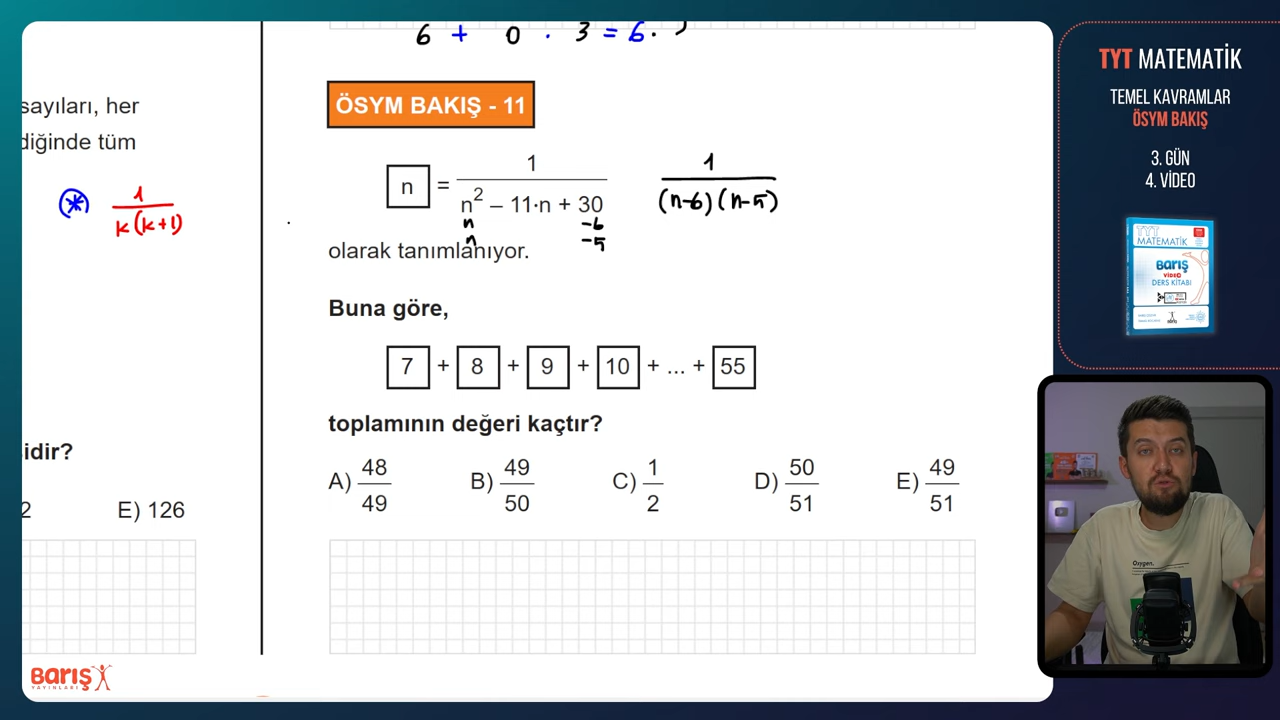 6 + 0 · 3 = 6.
sayıları, her
diğinde tüm
* 1 / k(k+1)
idir?
2 E) 126
BARIŞ
YAYINLARI
ÖSYM BAKIŞ - 11
n = 1 / n² – 11·n + 30
n -6
n -5
1 / (n-6)(n-5)
olarak tanımlanıyor.
Buna göre,
7 + 8 + 9 + 10 + ... + 55
toplamının değeri kaçtır?
A) 48/49 B) 49/50 C) 1/2 D) 50/51 E) 49/51
TYT MATEMATİK
TEMEL KAVRAMLAR
ÖSYM BAKIŞ
3. GÜN
4. VİDEO
TYT
MATEMATİK
BARIŞ
VİDEO
DERS KİTABI
Oxygen.